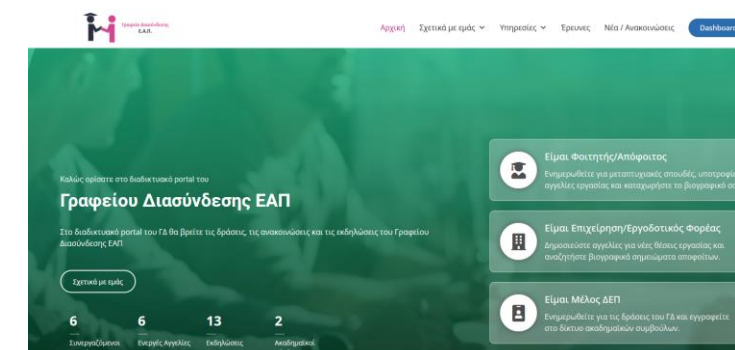 Γραφείο Διασύνδεσης
Ε.Α.Π.
Αρχική Σχετικά με εμάς Υπηρεσίες Έρευνες Νέα / Ανακοινώσεις Dashboard
Καλώς ορίσατε στο διαδικτυακό portal του
Γραφείου Διασύνδεσης ΕΑΠ
Στο διαδικτυακό portal του ΓΔ θα βρείτε τις δράσεις, τις ανακοινώσεις και τις εκδηλώσεις του Γραφείου
Διασύνδεσης ΕΑΠ
Σχετικά με εμάς
6 6 13 2
Συνεργαζόμενοι Ενεργές Αγγελίες Εκδηλώσεις Ακαδημαϊκοί
Είμαι Φοιτητής/Απόφοιτος
Ενημερωθείτε για μεταπτυχιακές σπουδές, υποτροφίε
αγγελίες εργασίας και καταχωρήστε το βιογραφικό σα
Είμαι Επιχείρηση/Εργοδοτικός Φορέας
Δημοσιεύστε αγγελίες για νέες θέσεις εργασίας και
αναζητήστε βιογραφικά σημειώματα αποφοίτων.
Είμαι Μέλος ΔΕΠ
Ενημερωθείτε για τις δράσεις του ΓΔ και εγγραφείτε
στο δίκτυο ακαδημαϊκών συμβούλων.